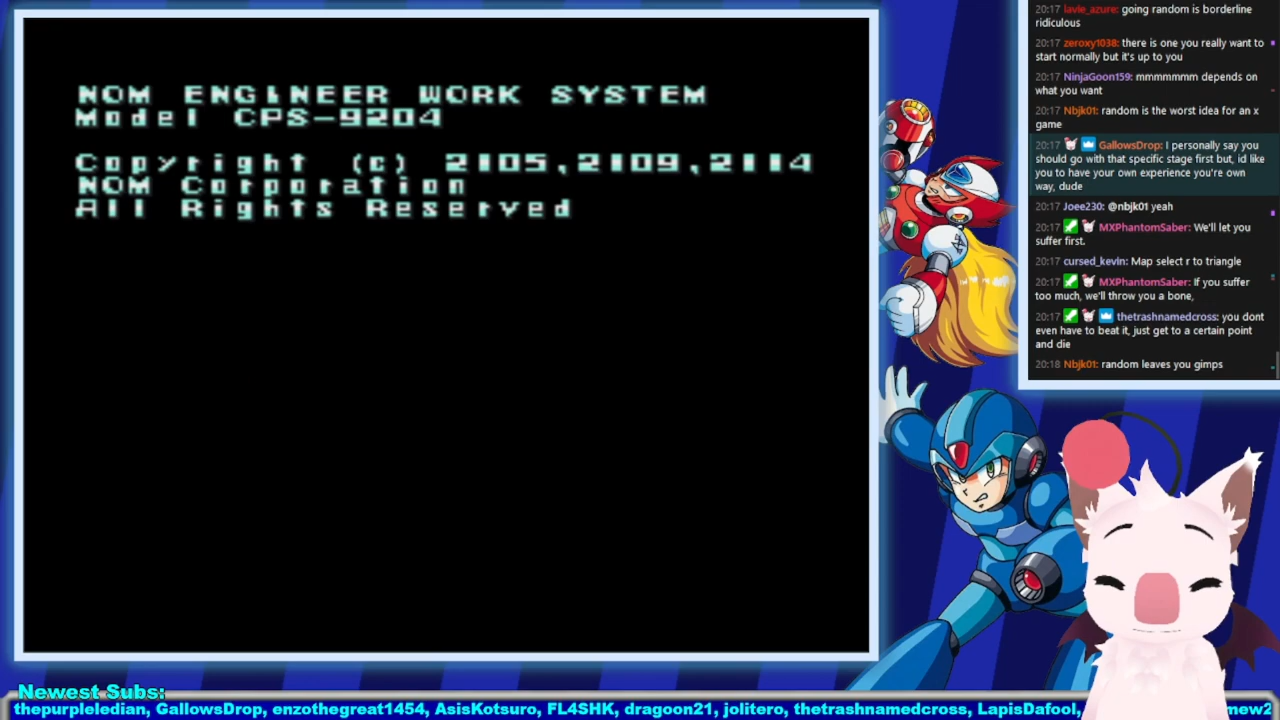 NOM ENGINEER WORK SYSTEM
Model CPS-9204
Copyright (c) 2105,2109,2114
NOM Corporation
All Rights Reserved
lavie_azure: going random is borderline
ridiculous
20:17 zeroxy1038: there is one you really want to
start normally but it's up to you
20:17 NinjaGoon159: mmmmmmm depends on
what you want
20:17 Nbjk01: random is the worst idea for an x
game
20:17 GallowsDrop: I personally say you
should go with that specific stage first but, id like
you to have your own experience you're own
way, dude
20:17 Joee230: @nbjk01 yeah
20:17 MXPhantomSaber: We'll let you
suffer first.
20:17 cursed_kevin: Map select r to triangle
20:17 MXPhantomSaber: If you suffer
too much, we'll throw you a bone,
20:17 thetrashnamedcross: you dont
even have to beat it, just get to a certain point
and die
20:18 Nbjk01: random leaves you gimps
Newest Subs:
thepurpleledian, GallowsDrop, enzothegreat1454, AsisKotsuro, FL4SHK, dragoon21, jolitero, thetrashnamedcross, LapisDafool,